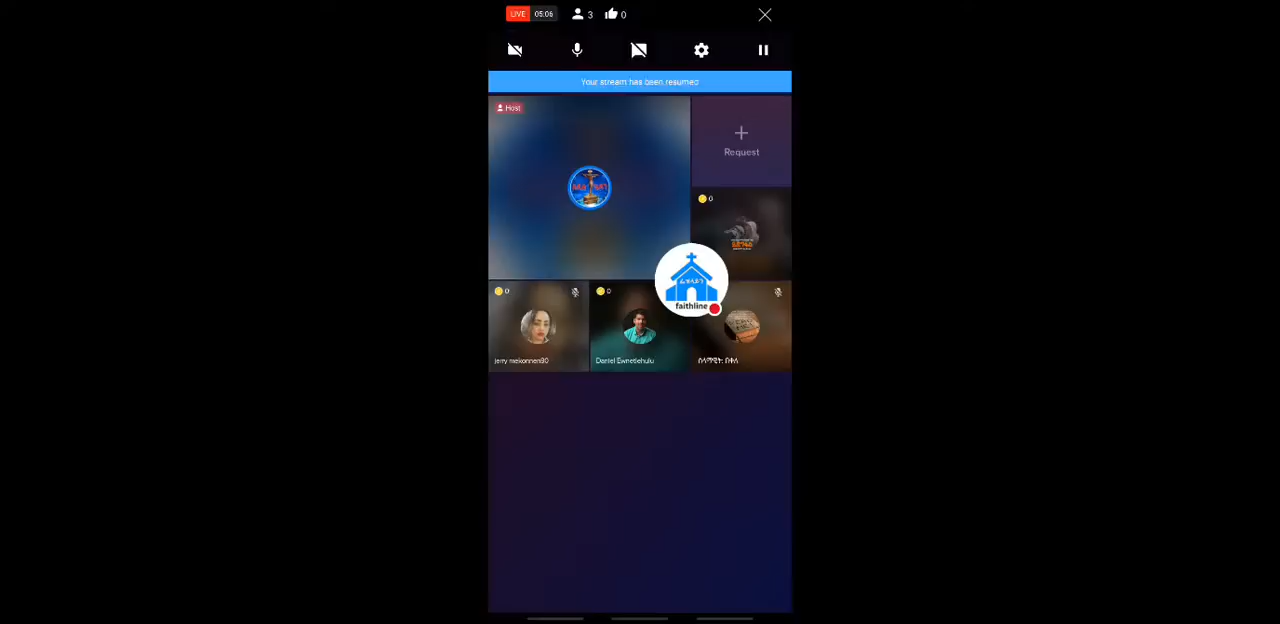 LIVE 05:06 3 0
Your stream has been resumed
Host
Request
0
faithline
0
0
jerry mekonnen80
Daniel Ewnetlehulu